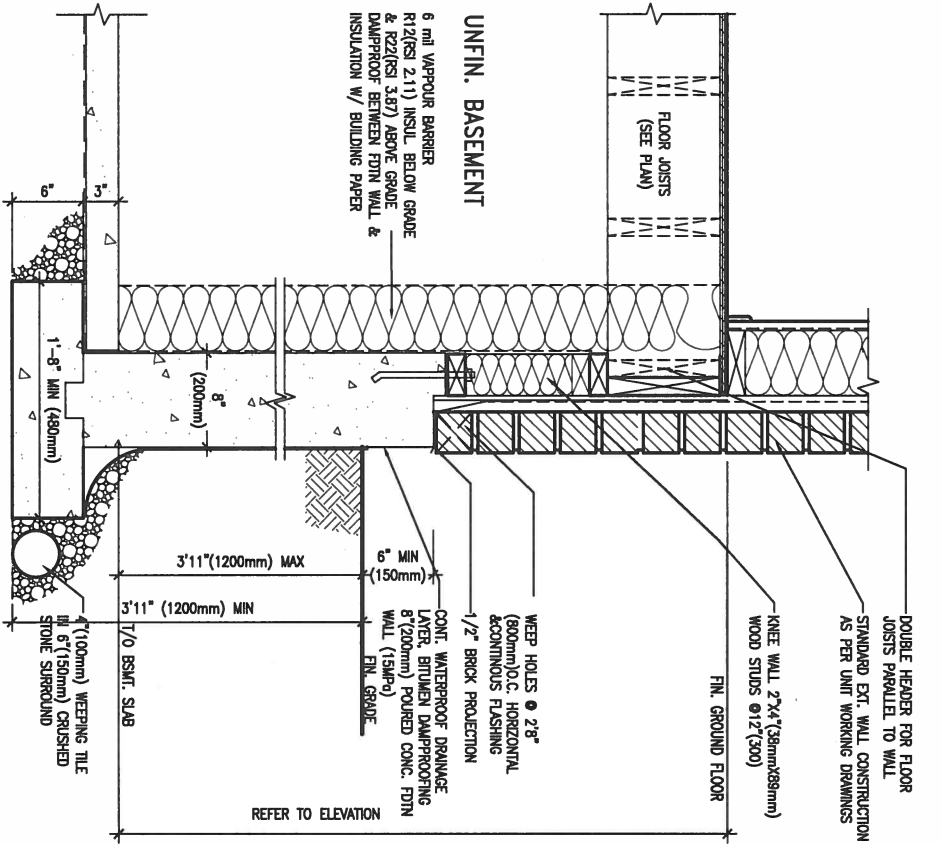 DOUBLE HEADER FOR FLOOR
JOISTS PARALLEL TO WALL
STANDARD EXT. WALL CONSTRUCTION
AS PER UNIT WORKING DRAWINGS
KNEE WALL 2"X4"(38mmX89mm)
WOOD STUDS @12"(300)
FIN. GROUND FLOOR
WEEP HOLES @ 2'8"
(800mm)O.C. HORIZONTAL
&CONTINOUS FLASHING
1/2" BRICK PROJECTION
CONT. WATERPROOF DRAINAGE
LAYER, BITUMEN DAMPPROOFING
8"(200mm) POURED CONC. FDTN
WALL (15MPa)
FIN. GRADE
T/O BSMT. SLAB
4"(100mm) WEEPING TILE
IN 6"(150mm) CRUSHED
STONE SURROUND
FLOOR JOISTS
(SEE PLAN)
UNFIN. BASEMENT
6 mil VAPPOUR BARRIER
R12(RSI 2.11) INSUL BELOW GRADE
& R22(RSI 3.87) ABOVE GRADE
DAMPPROOF BETWEEN FDTN WALL &
INSULATION W/ BUILDING PAPER
8"
(200mm)
1'-8" MIN (480mm)
6"
3"
6" MIN
(150mm)
3'11"(1200mm) MAX
3'11" (1200mm) MIN
REFER TO ELEVATION